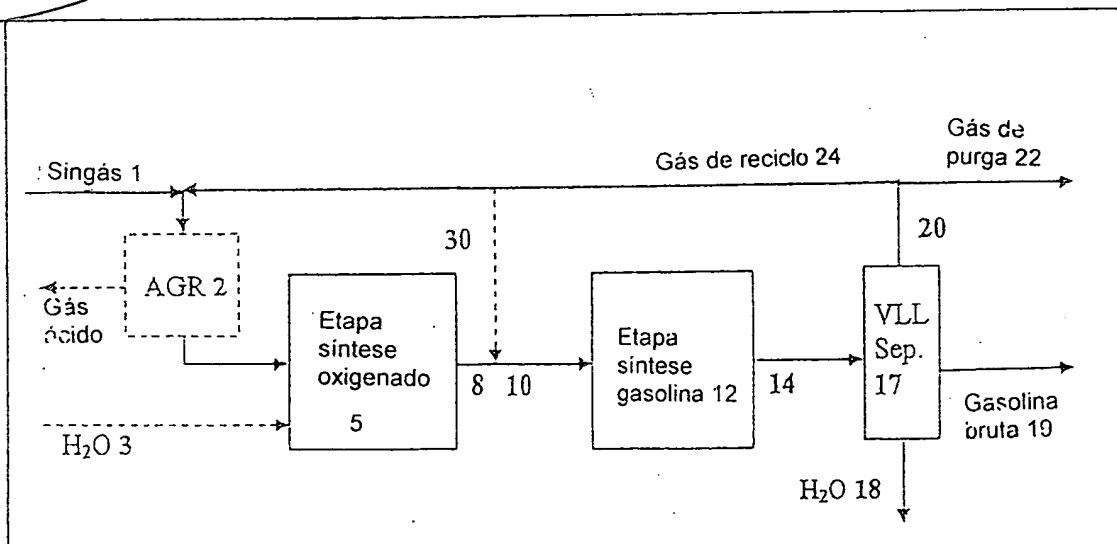 Singás 1
Gás de reciclo 24
Gás de
purga 22
30
20
AGR 2
Gás
ácido
Etapa
síntese
oxigenado
5
8 10
Etapa
síntese
gasolina 12
14
VLL
Sep.
17
Gasolina
bruta 19
H₂O 3
H₂O 18